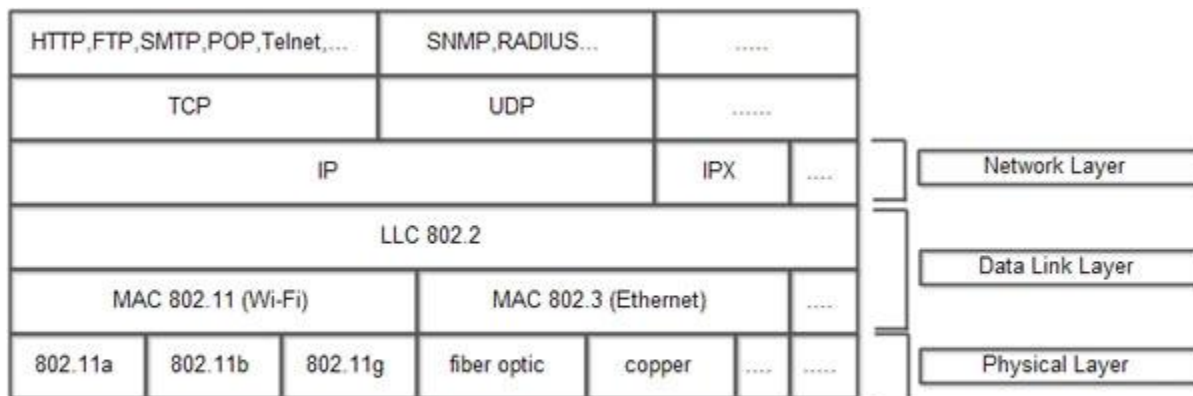 HTTP,FTP,SMTP,POP,Telnet,...
SNMP,RADIUS...
.....
TCP
UDP
......
IP
IPX
....
Network Layer
LLC 802.2
Data Link Layer
MAC 802.11 (Wi-Fi)
MAC 802.3 (Ethernet)
....
802.11a
802.11b
802.11g
fiber optic
copper
....
.....
Physical Layer